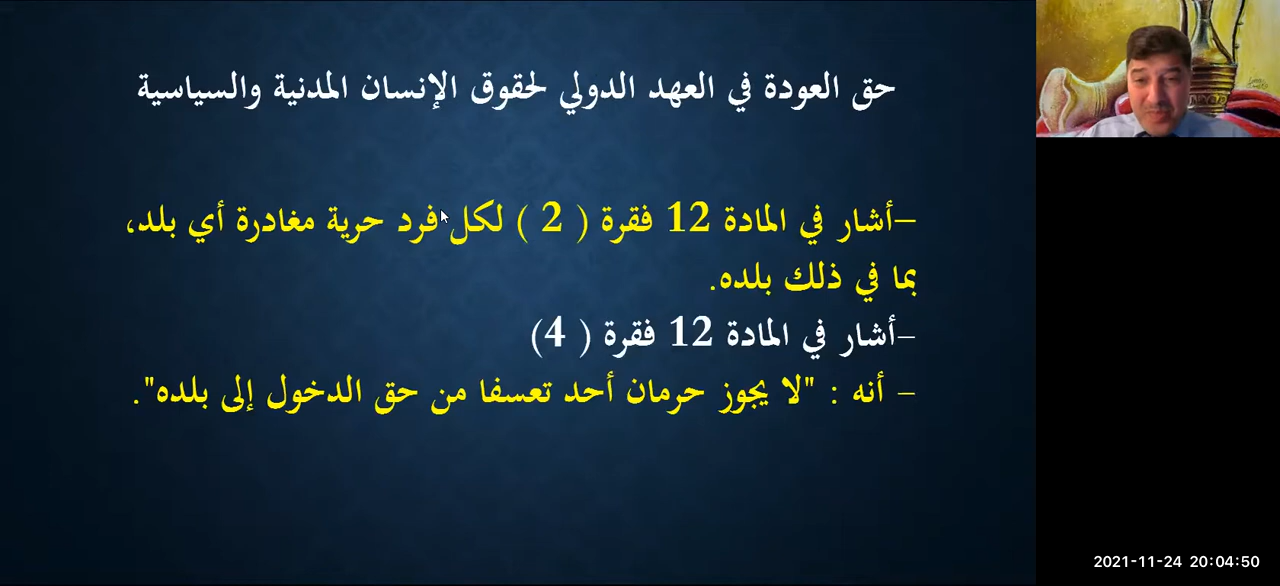 حق العودة في العهد الدولي لحقوق الإنسان المدنية والسياسية
–أشار في المادة 12 فقرة ( 2 ) لكل فرد حرية مغادرة أي بلد،
بما في ذلك بلده.
–أشار في المادة 12 فقرة ( 4)
– أنه : "لا يجوز حرمان أحد تعسفا من حق الدخول إلى بلده".
2021-11-24 20:04:50